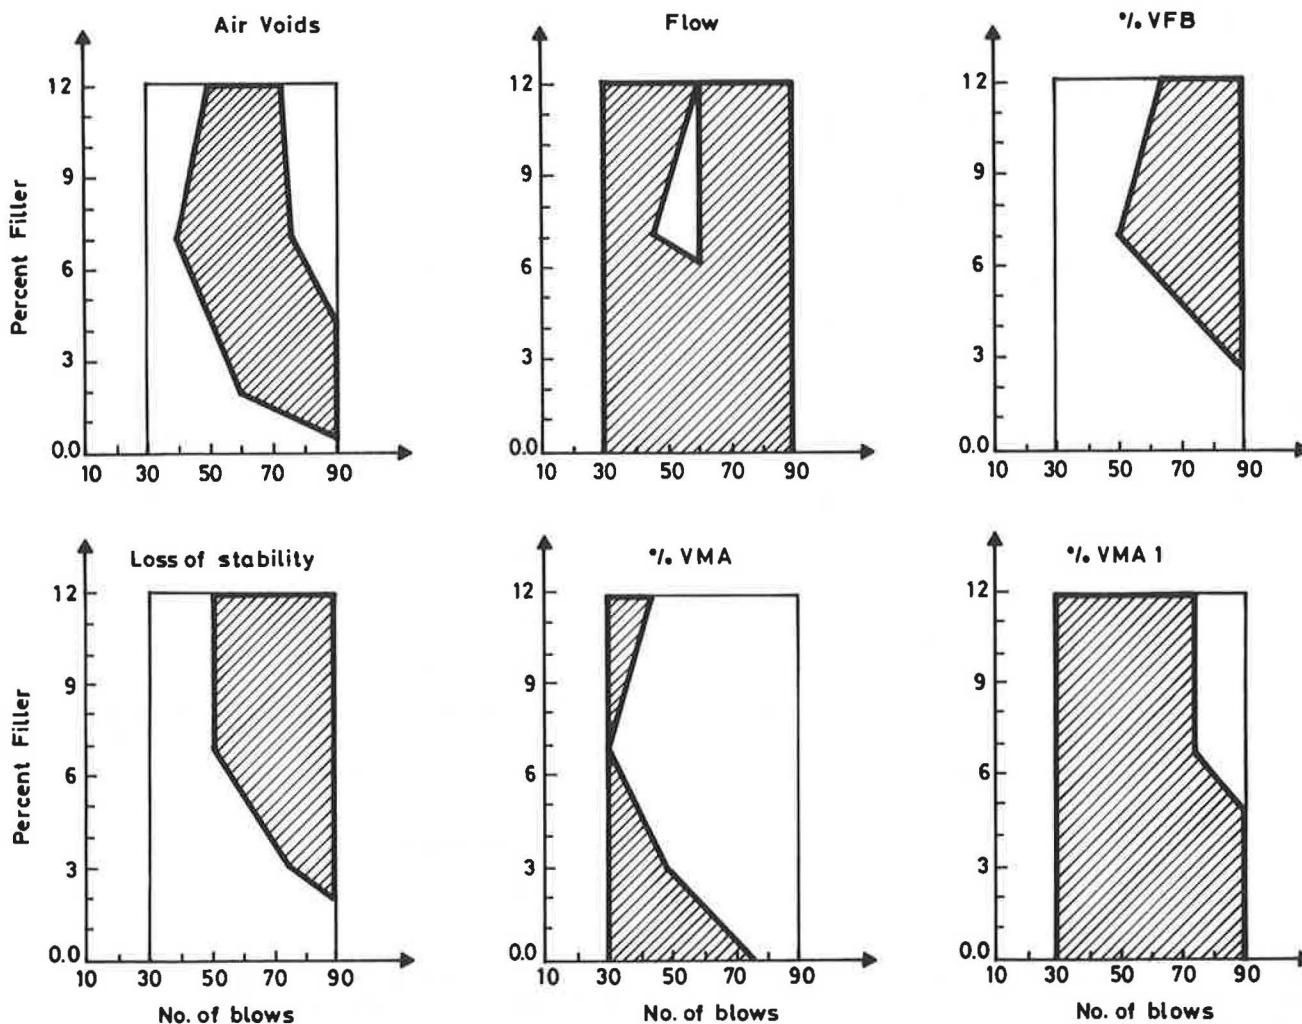 Air Voids
Flow
% VFB
Percent Filler
12
9
6
3
0.0
10 30 50 70 90
12
9
6
3
0.0
10 30 50 70 90
12
9
6
3
0.0
10 30 50 70 90
Loss of stability
% VMA
% VMA 1
Percent Filler
12
9
6
3
0.0
10 30 50 70 90
No. of blows
12
9
6
3
0.0
10 30 50 70 90
No. of blows
12
9
6
3
0.0
10 30 50 70 90
No. of blows